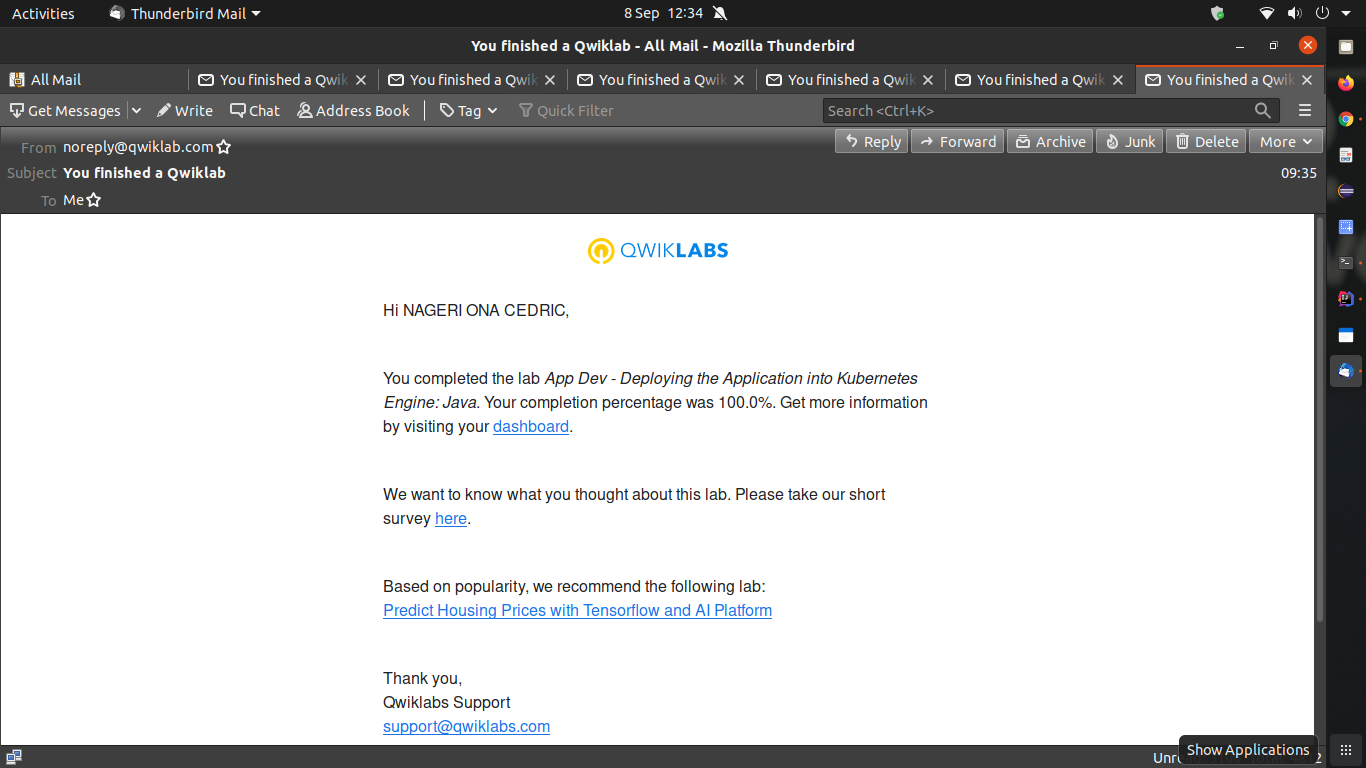 Activities
Thunderbird Mail
8 Sep 12:34
You finished a Qwiklab - All Mail - Mozilla Thunderbird
All Mail
You finished a Qwik
You finished a Qwik
You finished a Qwik
You finished a Qwik
You finished a Qwik
You finished a Qwik
Get Messages
Write
Chat
Address Book
Tag
Quick Filter
Search <Ctrl+K>
From noreply@qwiklab.com
Reply
Forward
Archive
Junk
Delete
More
Subject You finished a Qwiklab
09:35
To Me
QWIKLABS
Hi NAGERI ONA CEDRIC,
You completed the lab App Dev - Deploying the Application into Kubernetes
Engine: Java. Your completion percentage was 100.0%. Get more information
by visiting your dashboard.
We want to know what you thought about this lab. Please take our short
survey here.
Based on popularity, we recommend the following lab:
Predict Housing Prices with Tensorflow and AI Platform
Thank you,
Qwiklabs Support
support@qwiklabs.com
Show Applications